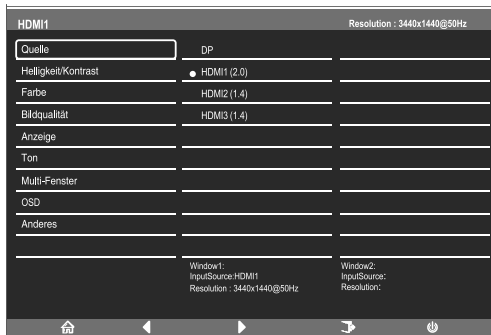 HDMI1
Resolution : 3440x1440@50Hz
Quelle
DP
Helligkeit/Kontrast
HDMI1 (2.0)
Farbe
HDMI2 (1.4)
Bildqualität
HDMI3 (1.4)
Anzeige
Ton
Multi-Fenster
OSD
Anderes
Window1:
InputSource:HDMI1
Resolution : 3440x1440@50Hz
Window2:
InputSource:
Resolution: